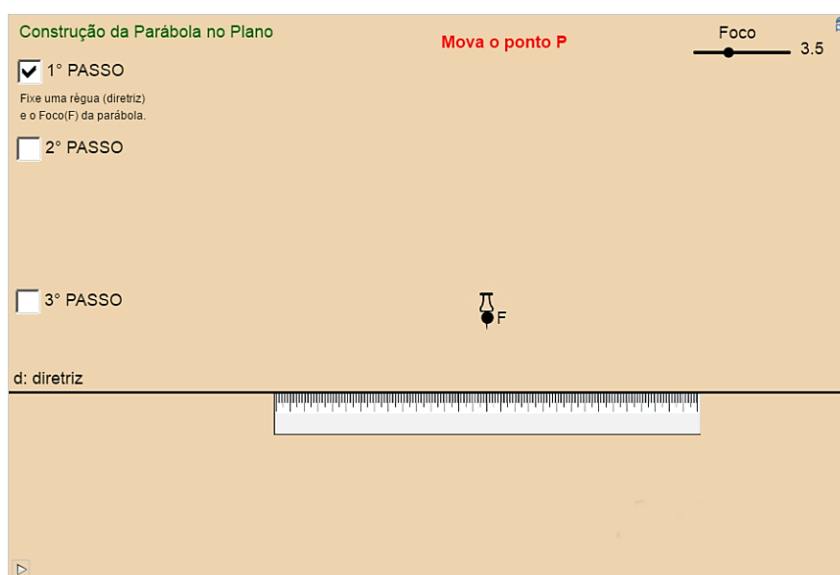 Construção da Parábola no Plano
Mova o ponto P
Foco
3.5
1° PASSO
Fixe uma régua (diretriz)
e o Foco(F) da parábola.
2° PASSO
3° PASSO
F
d: diretriz